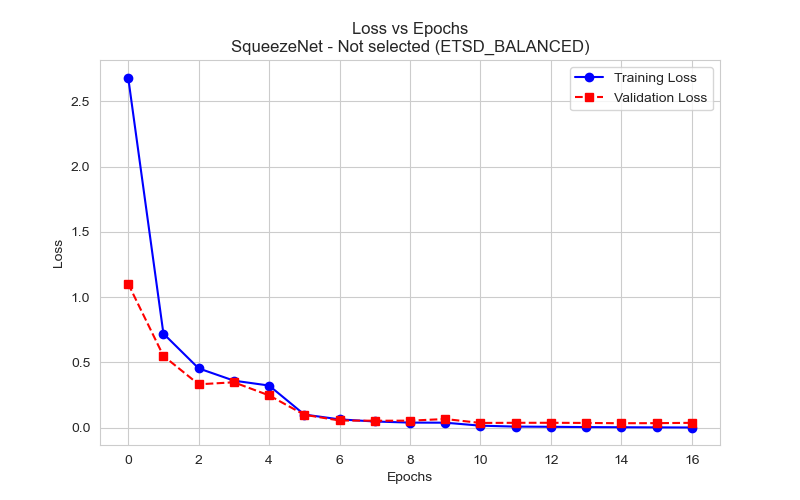 Loss vs Epochs
SqueezeNet - Not selected (ETSD_BALANCED)
Training Loss
Validation Loss
2.5
2.0
1.5
1.0
0.5
0.0
Loss
0 2 4 6 8 10 12 14 16
Epochs